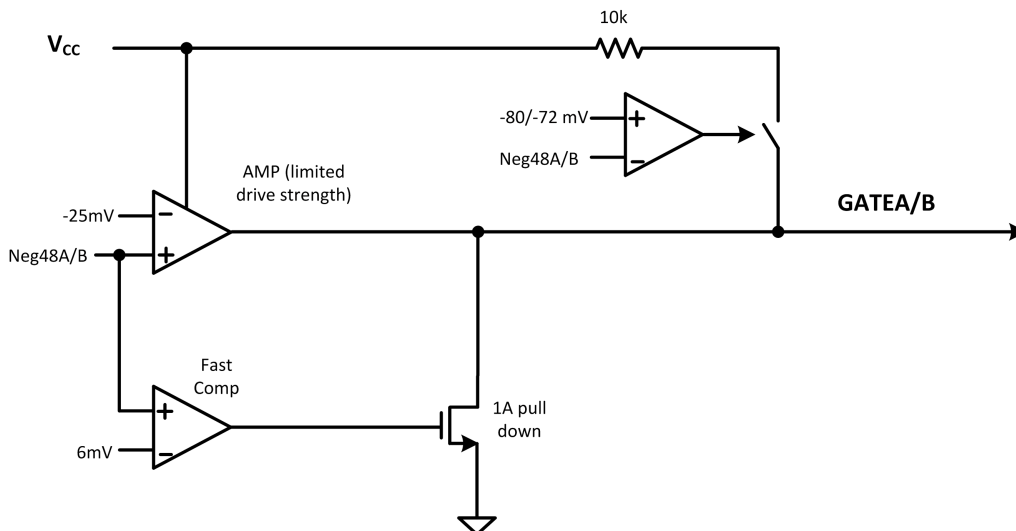 10k
VCC
-80/-72 mV
+
Neg48A/B
-
AMP (limited
drive strength)
GATEA/B
-25mV
-
Neg48A/B
+
Fast
Comp
+
1A pull
down
6mV
-